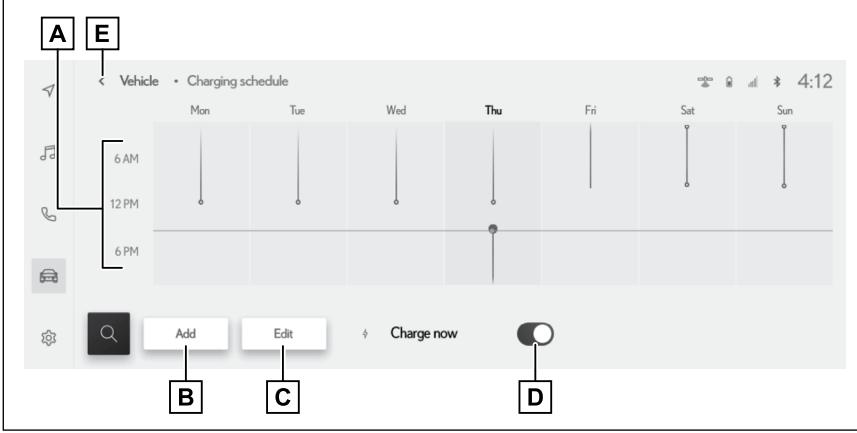 A E
< Vehicle • Charging schedule 4:12
Mon Tue Wed Thu Fri Sat Sun
6 AM
12 PM
6 PM
Add Edit Charge now
B C D